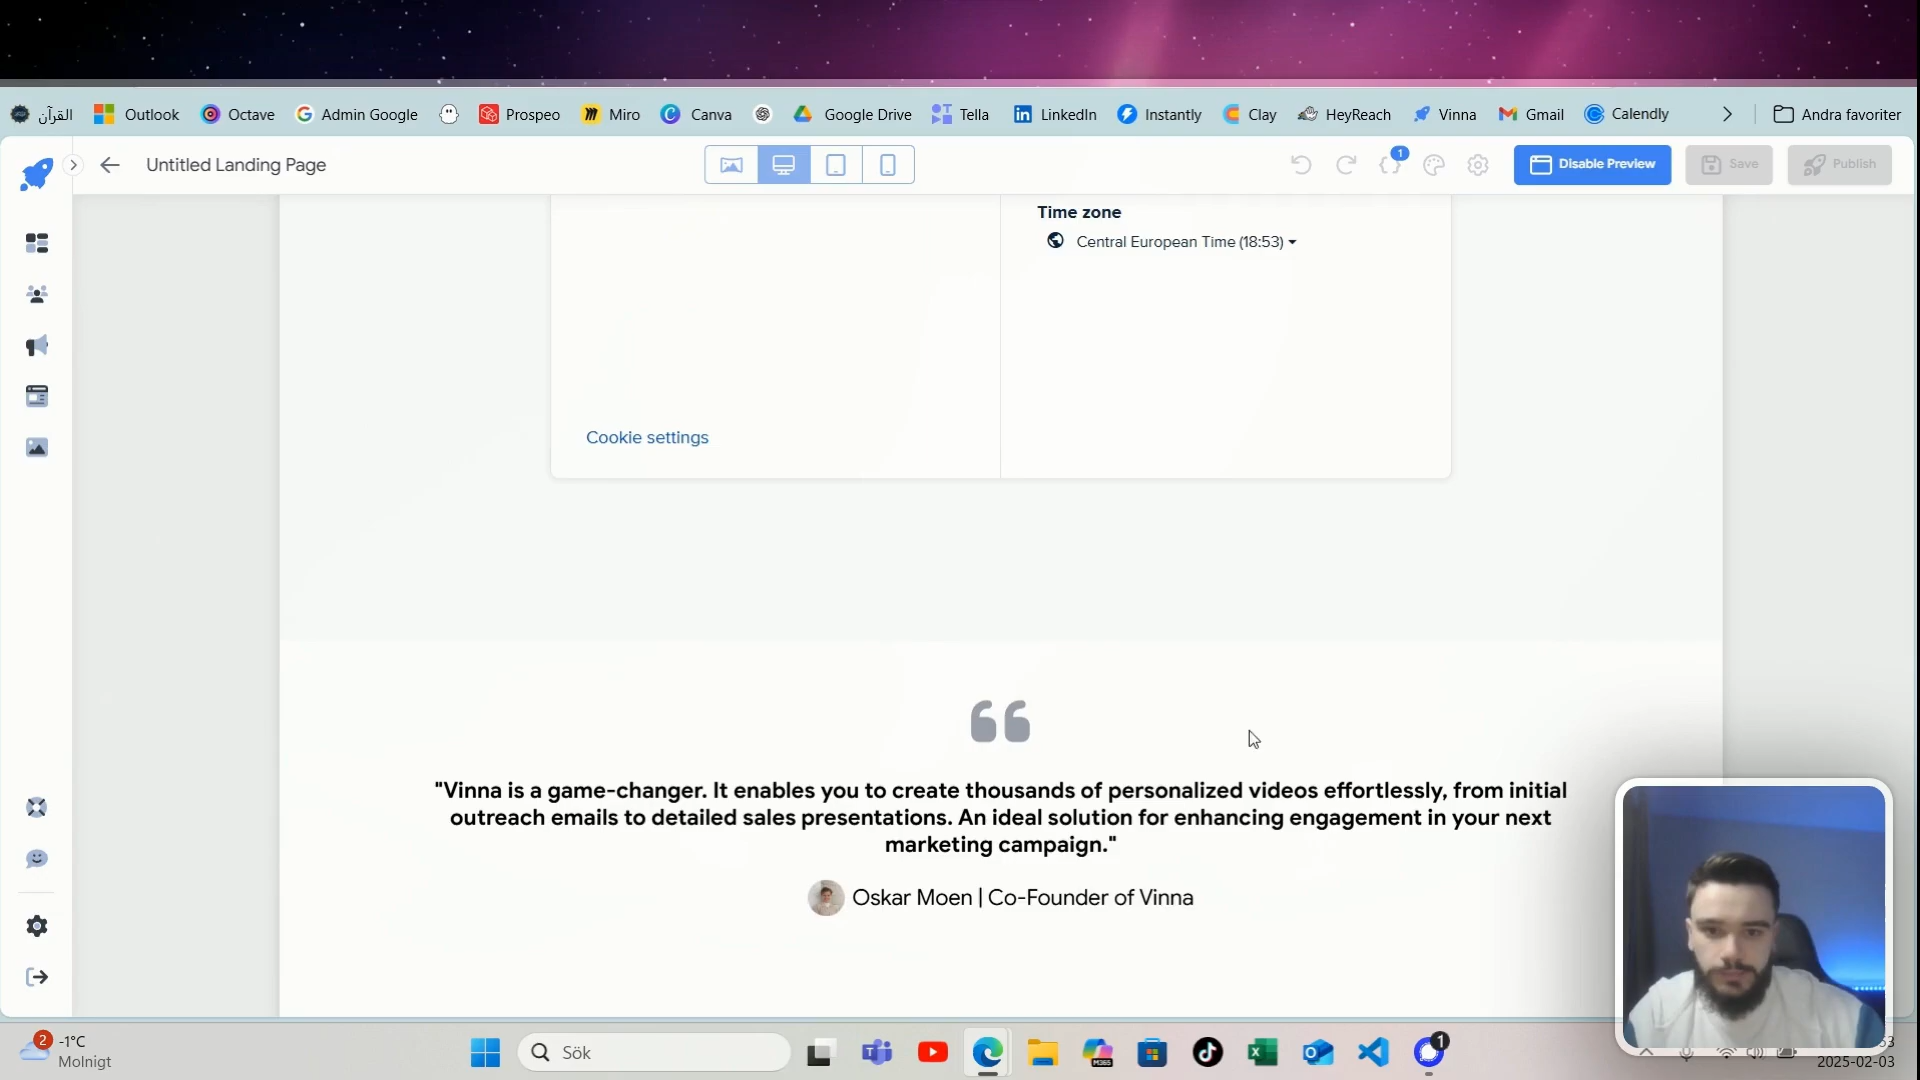 القرآن Outlook Octave Admin Google Prospeo Miro Canva Google Drive Tella LinkedIn Instantly Clay HeyReach Vinna Gmail Calendly Andra favoriter
Untitled Landing Page 1 Disable Preview Save Publish
Time zone
Central European Time (18:53)
Cookie settings
"Vinna is a game-changer. It enables you to create thousands of personalized videos effortlessly, from initial
outreach emails to detailed sales presentations. An ideal solution for enhancing engagement in your next
marketing campaign."
Oskar Moen | Co-Founder of Vinna
2 -1°C
Molnigt
Sök
M365
1
2025-02-03